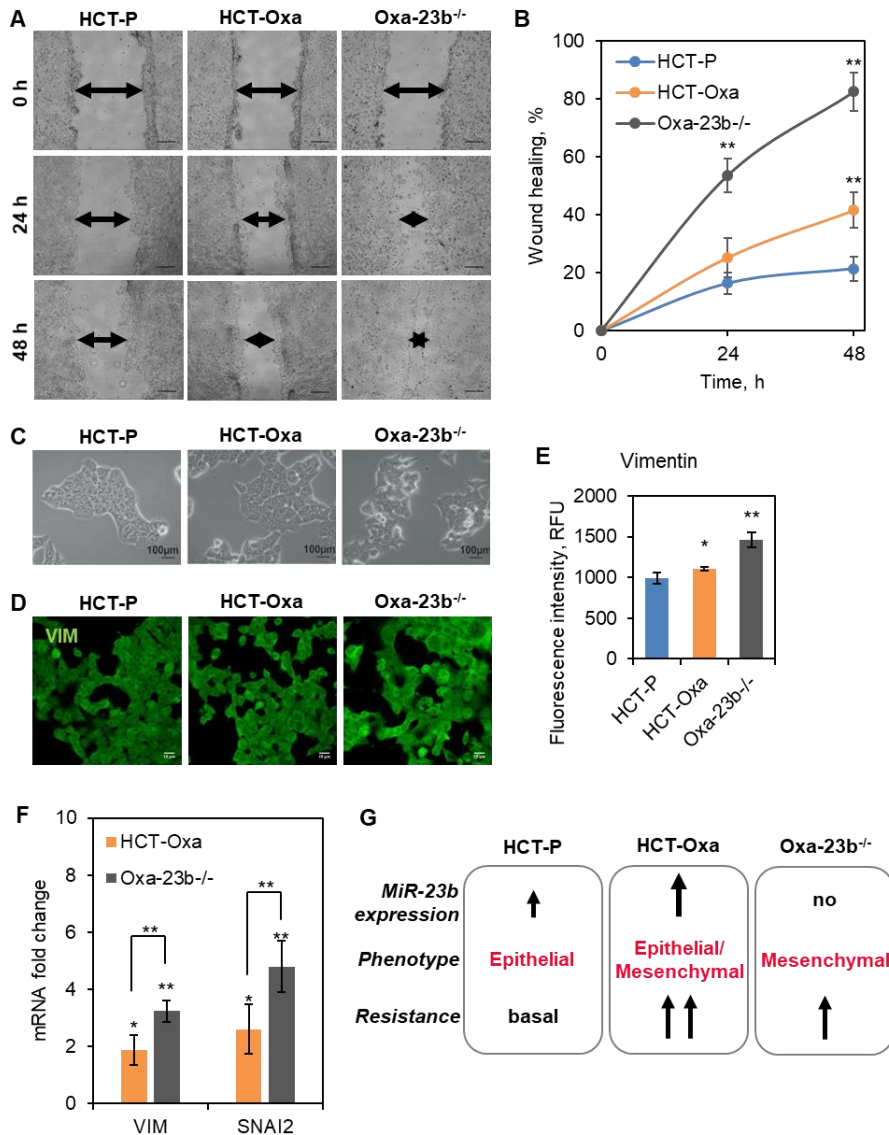 A
HCT-P
HCT-Oxa
Oxa-23b-/-
0 h
24 h
48 h
B
Wound healing, %
100
80
60
40
20
0
HCT-P
HCT-Oxa
Oxa-23b-/-
**
**
**
0
24
48
Time, h
C
HCT-P
HCT-Oxa
Oxa-23b-/-
100µm
100µm
100µm
D
HCT-P
HCT-Oxa
Oxa-23b-/-
VIM
E
Vimentin
Fluorescence intensity, RFU
2000
1500
1000
500
0
*
**
HCT-P
HCT-Oxa
Oxa-23b-/-
F
mRNA fold change
10
8
6
4
2
0
HCT-Oxa
Oxa-23b-/-
**
*
**
**
*
**
VIM
SNAI2
G
HCT-P
HCT-Oxa
Oxa-23b-/-
MiR-23b
expression
no
Phenotype
Epithelial
Epithelial/
Mesenchymal
Mesenchymal
Resistance
basal